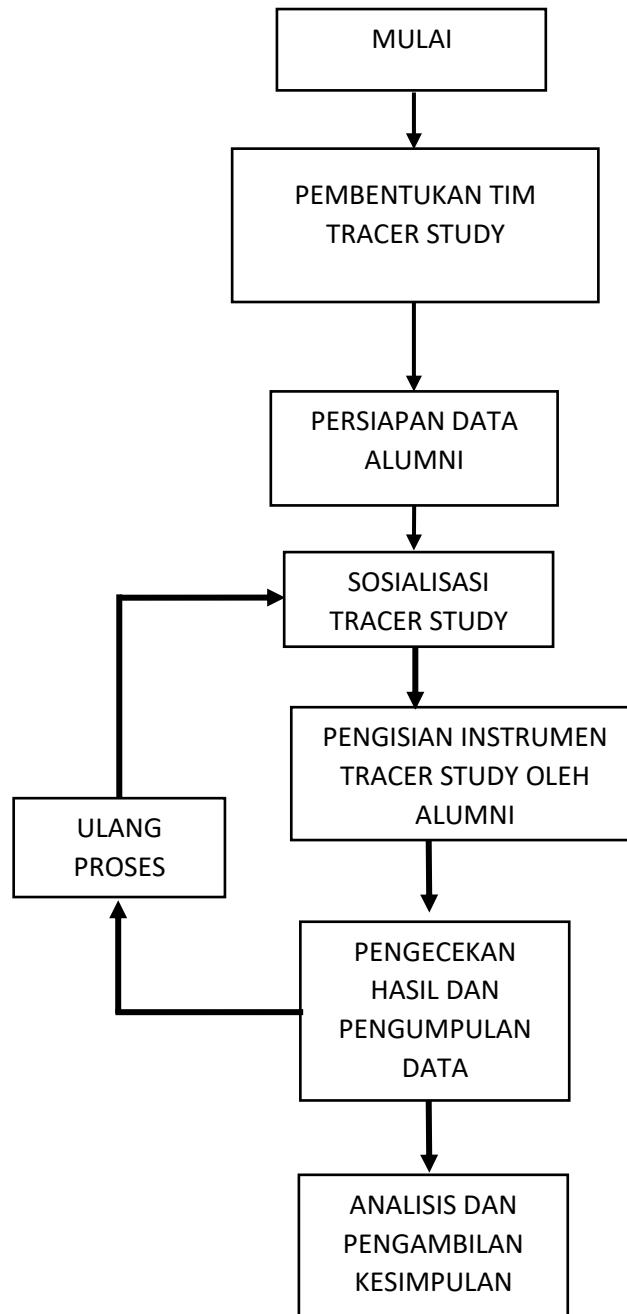 MULAI
PEMBENTUKAN TIM
TRACER STUDY
PERSIAPAN DATA
ALUMNI
SOSIALISASI
TRACER STUDY
PENGISIAN INSTRUMEN
TRACER STUDY OLEH
ALUMNI
ULANG
PROSES
PENGECEKAN
HASIL DAN
PENGUMPULAN
DATA
ANALISIS DAN
PENGAMBILAN
KESIMPULAN